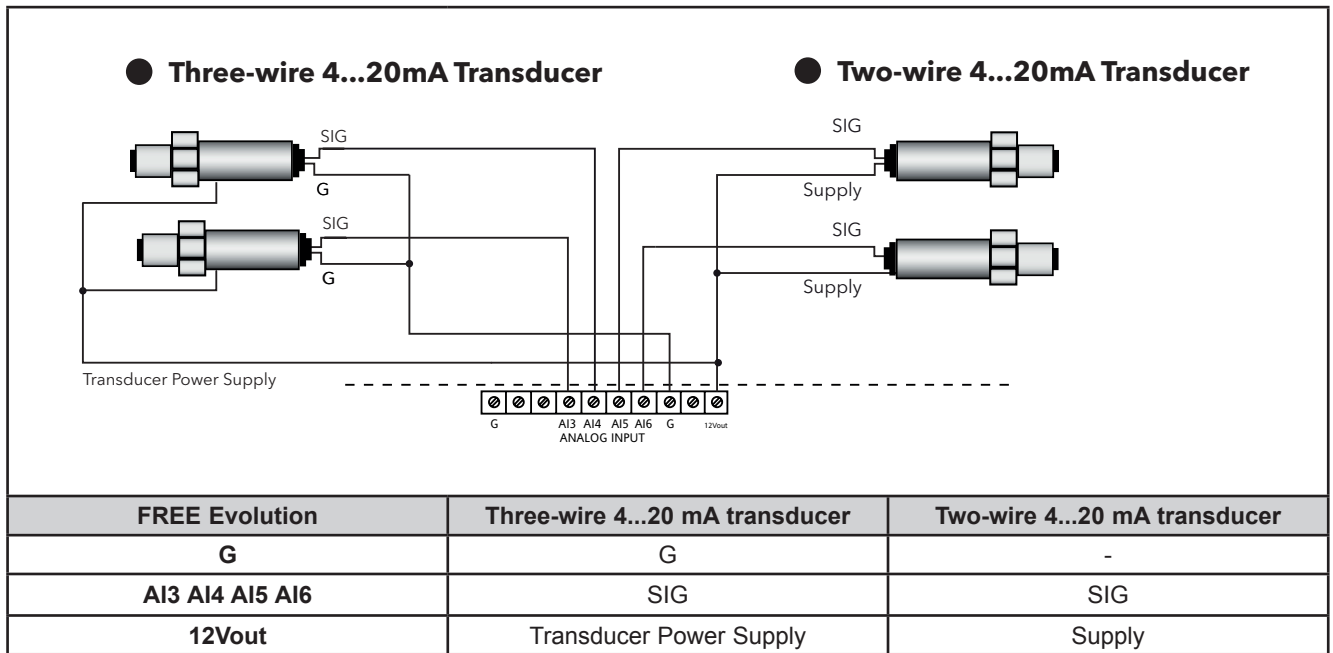 Three-wire 4...20mA Transducer
Two-wire 4...20mA Transducer
SIG
G
SIG
G
SIG
Supply
SIG
Supply
Transducer Power Supply
G AI3 AI4 AI5 AI6 G 12Vout
ANALOG INPUT
FREE Evolution Three-wire 4...20 mA transducer Two-wire 4...20 mA transducer
G G -
AI3 AI4 AI5 AI6 SIG SIG
12Vout Transducer Power Supply Supply